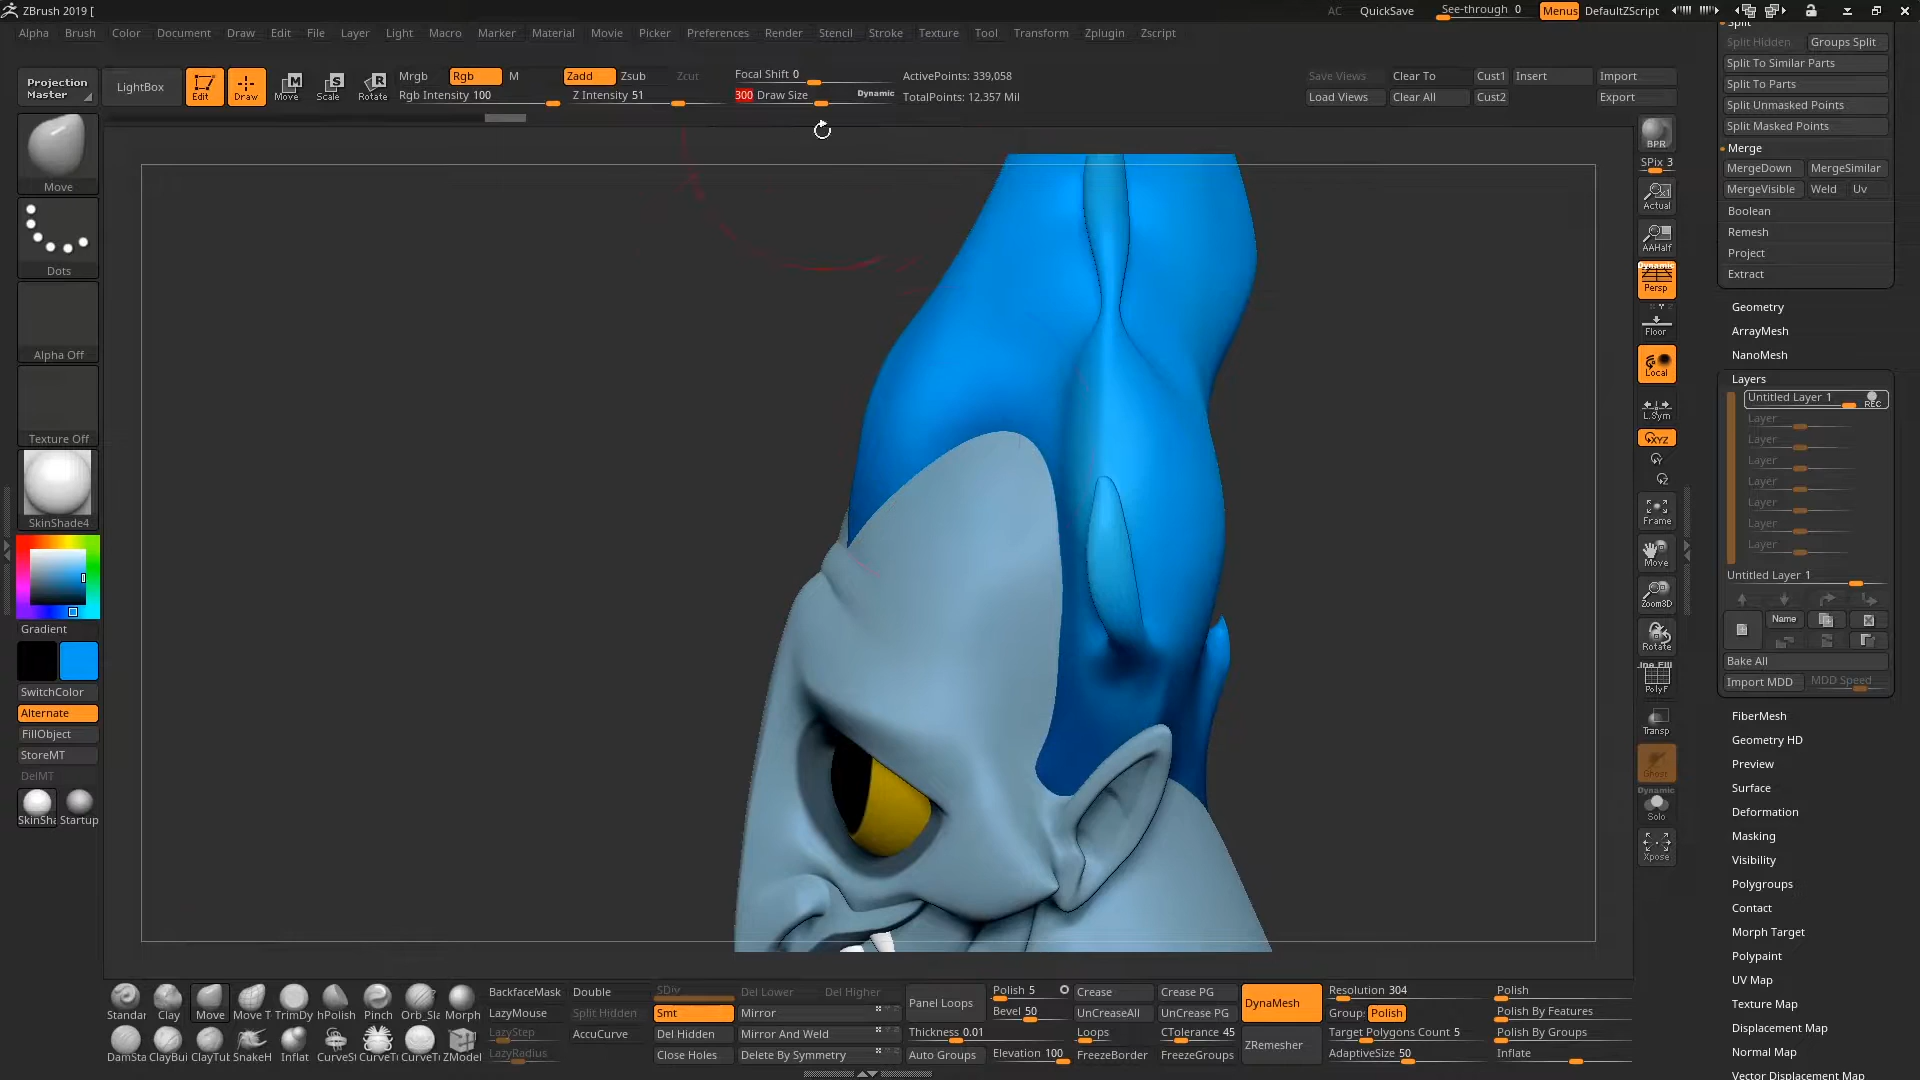 ZBrush 2019 [
AC QuickSave See-through 0 Menus DefaultZScript
Alpha Brush Color Document Draw Edit File Layer Light Macro Marker Material Movie Picker Preferences Render Stencil Stroke Texture Tool Transform Zplugin Zscript
Projection Master
LightBox
Edit
Draw
Move
Scale
Rotate
Mrgb Rgb M
Rgb Intensity 100
Zadd Zsub Zcut
Z Intensity 51
Focal Shift 0
300 Draw Size Dynamic
ActivePoints: 339,058
TotalPoints: 12.357 Mil
Save Views Clear To Cust1 Insert Import
Load Views Clear All Cust2 Export
Move
Dots
Alpha Off
Texture Off
SkinShade4
Gradient
SwitchColor
Alternate
FillObject
StoreMT
DelMT
SkinSha Startup
BPR
SPix 3
Actual
AAHalf
Dynamic
Persp
Floor
Local
L.Sym
XYZ
Frame
Move
Zoom3D
Rotate
Line Fill
PolyF
Transp
Ghost
Dynamic
Solo
Xpose
Split
Split Hidden Groups Split
Split To Similar Parts
Split To Parts
Split Unmasked Points
Split Masked Points
Merge
MergeDown MergeSimilar
MergeVisible Weld Uv
Boolean
Remesh
Project
Extract
Geometry
ArrayMesh
NanoMesh
Layers
Untitled Layer 1 REC
Layer
Layer
Layer
Layer
Layer
Layer
Layer
Untitled Layer 1
Name
Bake All
Import MDD MDD Speed
FiberMesh
Geometry HD
Preview
Surface
Deformation
Masking
Visibility
Polygroups
Contact
Morph Target
Polypaint
UV Map
Texture Map
Displacement Map
Normal Map
Vector Displacement Map
Standar Clay Move Move T TrimDy hPolish Pinch Orb_Sla Morph
DamSta ClayBui ClayTub SnakeH Inflat CurveSt CurveTr CurveTu ZModel
BackfaceMask Double
LazyMouse Split Hidden
LazyStep AccuCurve
LazyRadius
SDiv Del Lower Del Higher
Smt Mirror
Del Hidden Mirror And Weld
Close Holes Delete By Symmetry
Panel Loops
Polish 5
Bevel 50
Thickness 0.01
Auto Groups Elevation 100
Crease Crease PG
UnCreaseAll UnCrease PG
Loops CTolerance 45
FreezeBorder FreezeGroups
DynaMesh
ZRemesher
Resolution 304
Group Polish
Target Polygons Count 5
AdaptiveSize 50
Polish
Polish By Features
Polish By Groups
Inflate